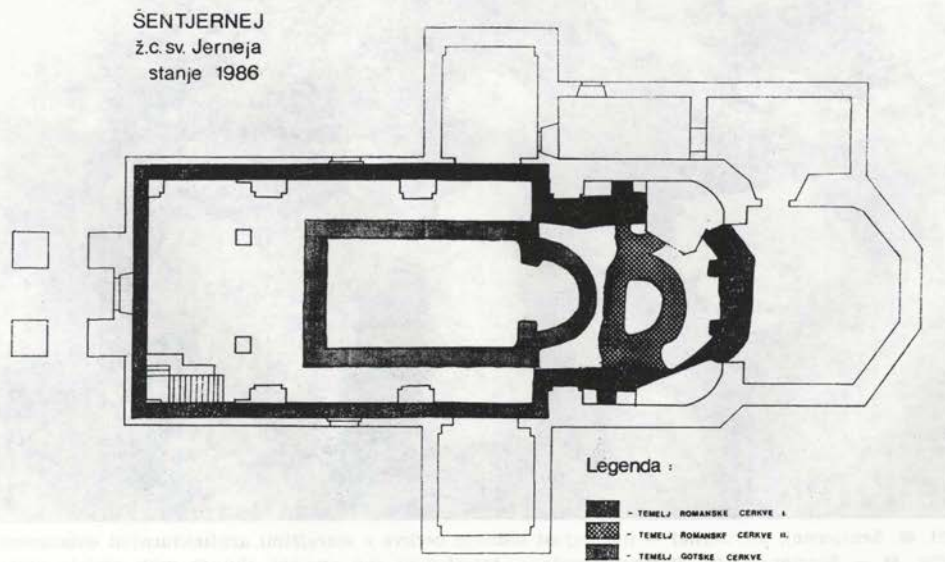 ŠENTJERNEJ
ž.c. sv. Jerneja
stanje 1986
Legenda :
- TEMELJ ROMANSKE CERKVE I.
- TEMELJ ROMANSKE CERKVE II.
- TEMELJ GOTSKE CERKVE